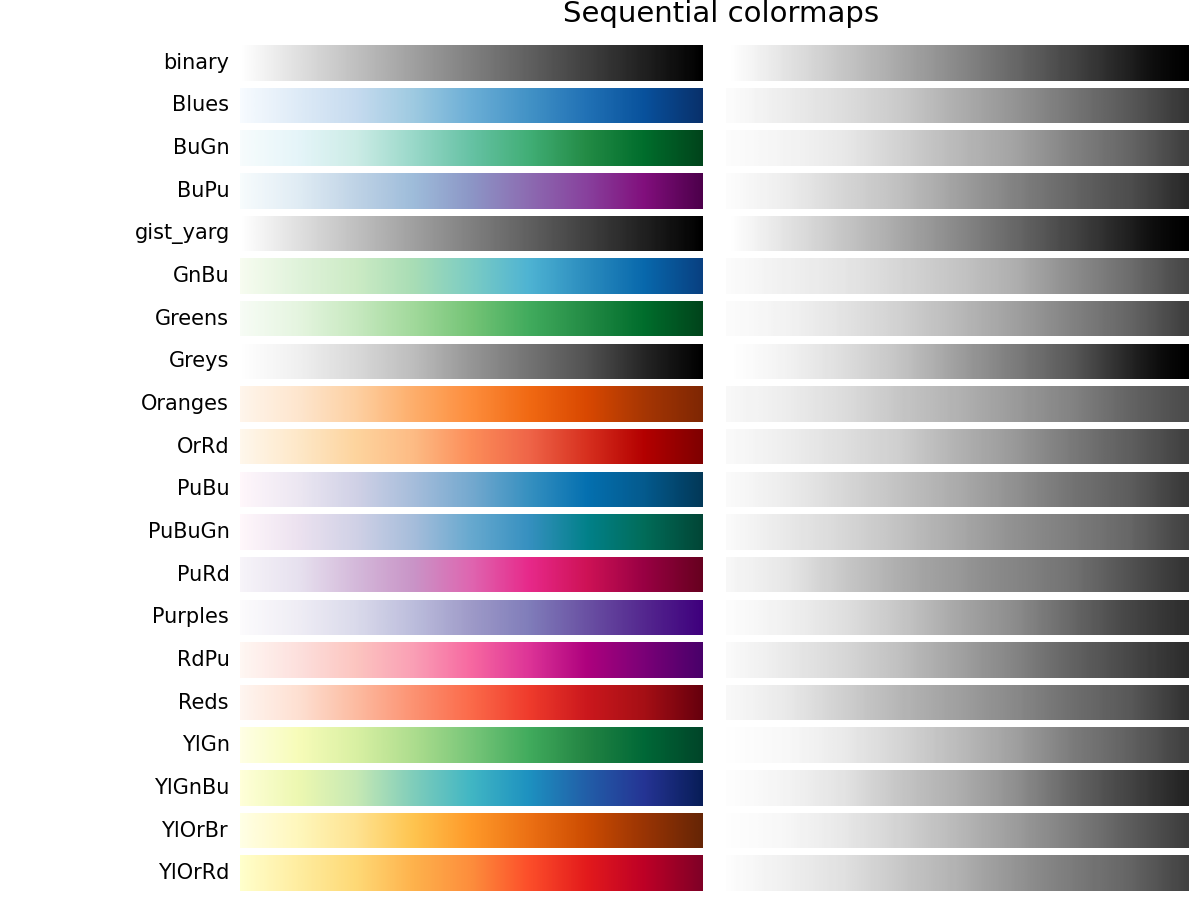 Sequential colormaps
binary
Blues
BuGn
BuPu
gist_yarg
GnBu
Greens
Greys
Oranges
OrRd
PuBu
PuBuGn
PuRd
Purples
RdPu
Reds
YlGn
YlGnBu
YlOrBr
YlOrRd